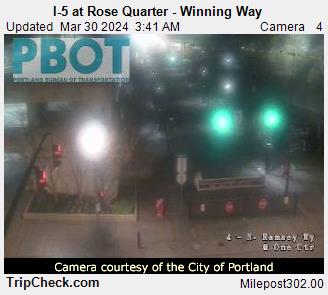 I-5 at Rose Quarter - Winning Way
Updated  Mar 30 2024  3:41 AM  Camera  4
PBOT
PORTLAND BUREAU OF TRANSPORTATION
4 - N. Ramsey Wy
@ One Ctr
Camera courtesy of the City of Portland
TripCheck.com  Milepost302.00